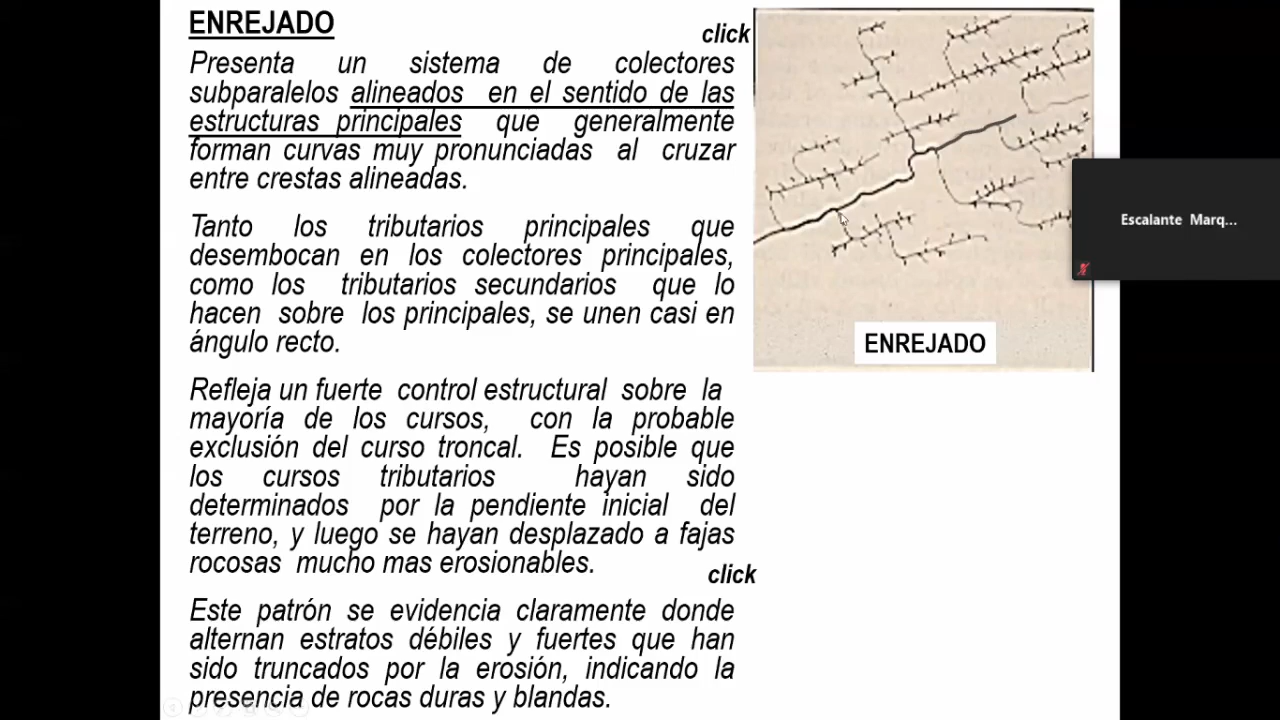 ENREJADO
click
Presenta un sistema de colectores
subparalelos alineados en el sentido de las
estructuras principales que generalmente
forman curvas muy pronunciadas al cruzar
entre crestas alineadas.
Tanto los tributarios principales que
desembocan en los colectores principales,
como los tributarios secundarios que lo
hacen sobre los principales, se unen casi en
ángulo recto.
Refleja un fuerte control estructural sobre la
mayoría de los cursos, con la probable
exclusión del curso troncal. Es posible que
los cursos tributarios hayan sido
determinados por la pendiente inicial del
terreno, y luego se hayan desplazado a fajas
rocosas mucho mas erosionables.
click
Este patrón se evidencia claramente donde
alternan estratos débiles y fuertes que han
sido truncados por la erosión, indicando la
presencia de rocas duras y blandas.
ENREJADO
Escalante Marq...